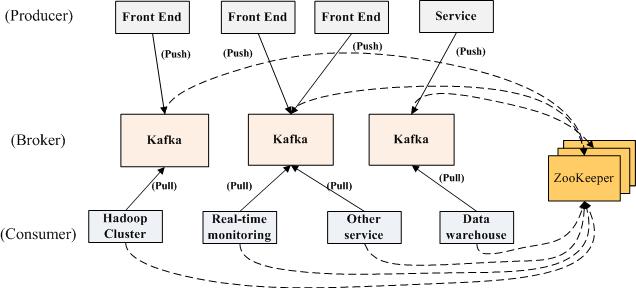 (Producer)
Front End
Front End
Front End
Service
(Push)
(Push)
(Push)
(Push)
(Broker)
Kafka
Kafka
Kafka
ZooKeeper
(Pull)
(Pull)
(Pull)
(Pull)
(Consumer)
Hadoop
Cluster
Real-time
monitoring
Other
service
Data
warehouse